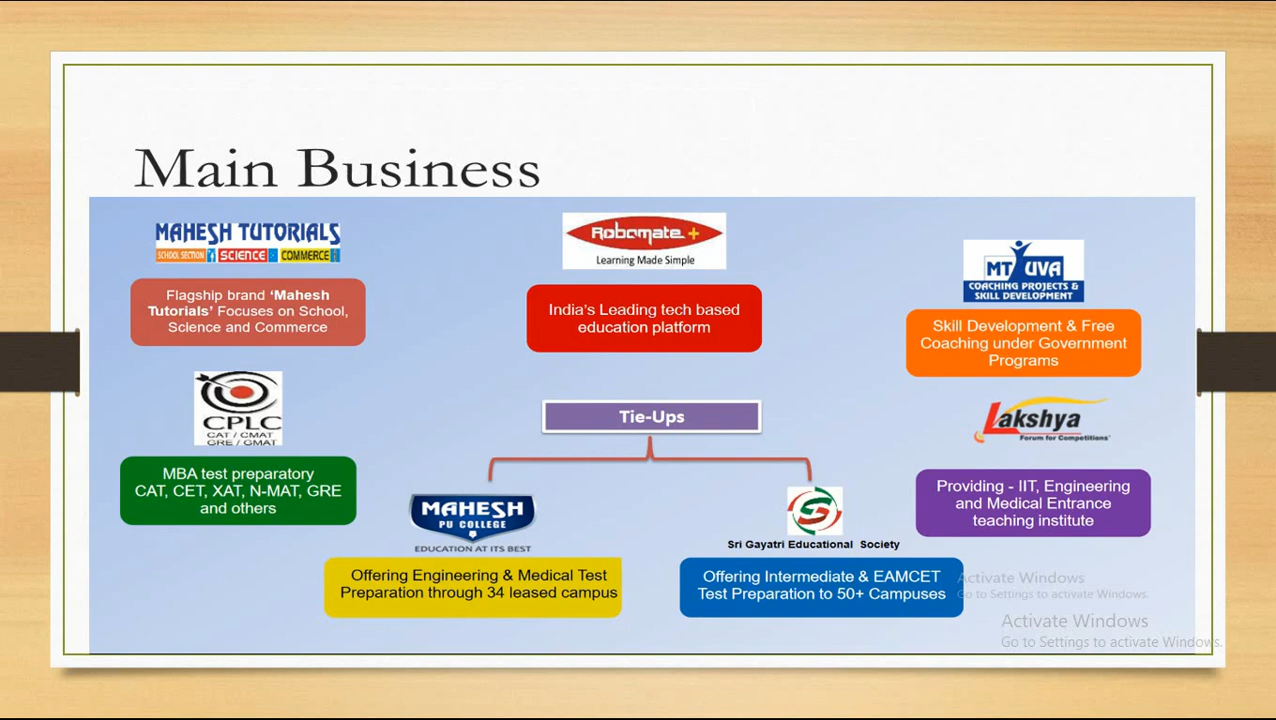 Main Business
MAHESH TUTORIALS
SCHOOL SECTION SCIENCE COMMERCE
Flagship brand ‘Mahesh
Tutorials’ Focuses on School,
Science and Commerce
Robomate+
Learning Made Simple
India’s Leading tech based
education platform
MT UVA
COACHING PROJECTS &
SKILL DEVELOPMENT
Skill Development & Free
Coaching under Government
Programs
CPLC
CAT / CMAT
GRE / GMAT
MBA test preparatory
CAT, CET, XAT, N-MAT, GRE
and others
Tie-Ups
Lakshya
Forum for Competitions
Providing - IIT, Engineering
and Medical Entrance
teaching institute
MAHESH
PU COLLEGE
EDUCATION AT ITS BEST
Offering Engineering & Medical Test
Preparation through 34 leased campus
Sri Gayatri Educational Society
Offering Intermediate & EAMCET
Test Preparation to 50+ Campuses
Activate Windows
Go to Settings to activate Windows.
Activate Windows
Go to Settings to activate Windows.